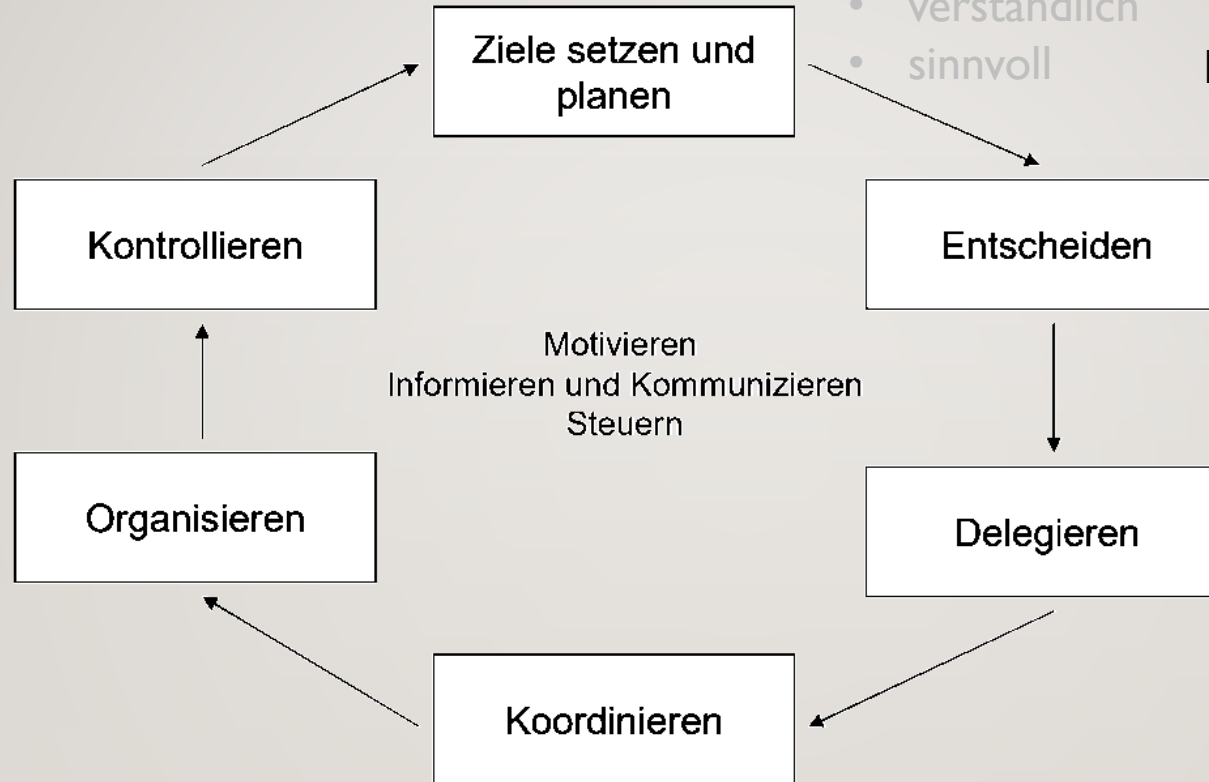 verständlich
sinnvoll
Ziele setzen und
planen
Kontrollieren
Entscheiden
Motivieren
Informieren und Kommunizieren
Steuern
Organisieren
Delegieren
Koordinieren